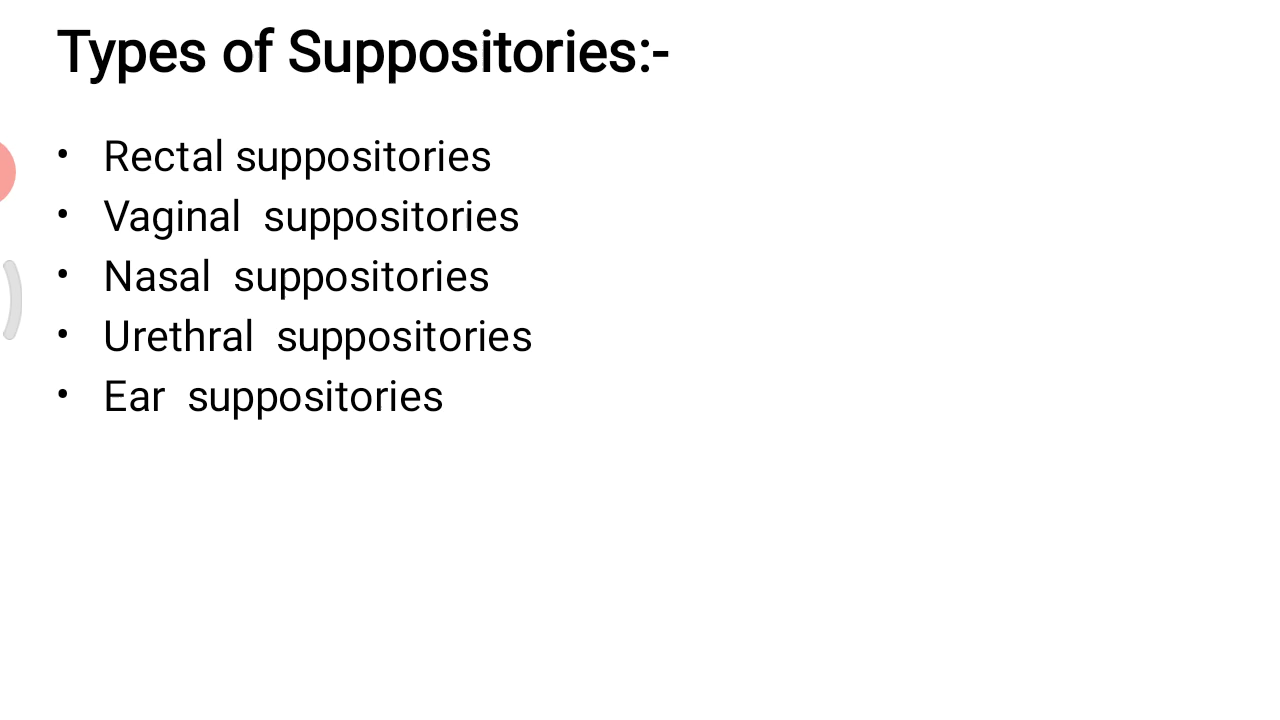 Types of Suppositories:-
• Rectal suppositories
• Vaginal  suppositories
• Nasal  suppositories
• Urethral  suppositories
• Ear  suppositories